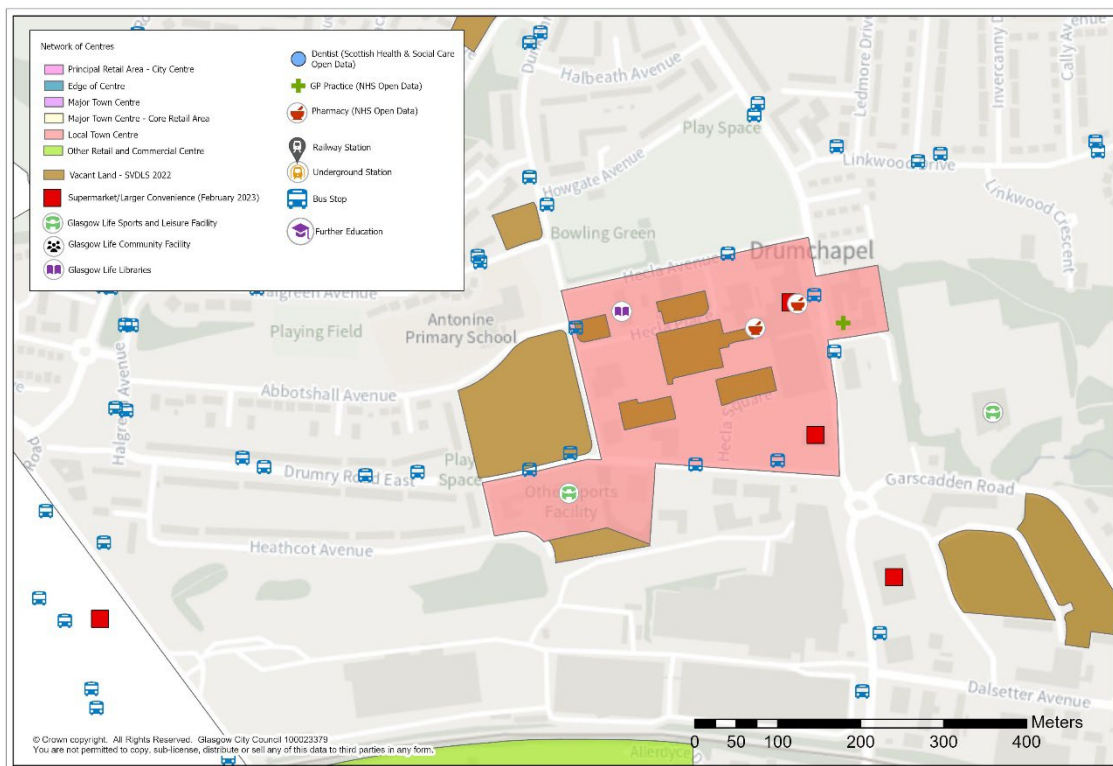 Network of Centres
Principal Retail Area - City Centre
Edge of Centre
Major Town Centre
Major Town Centre - Core Retail Area
Local Town Centre
Other Retail and Commercial Centre
Vacant Land - SVDLS 2022
Supermarket/Larger Convenience (February 2023)
Glasgow Life Sports and Leisure Facility
Glasgow Life Community Facility
Glasgow Life Libraries
Dentist (Scottish Health & Social Care
Open Data)
GP Practice (NHS Open Data)
Pharmacy (NHS Open Data)
Railway Station
Underground Station
Bus Stop
Further Education
Halbeath Avenue
Ledmore Drive
Cally Avenue
Play Space
Linkwood Drive
Linkwood Crescent
Howgate Avenue
Bowling Green
Drumchapel
Hecla Avenue
Playing Field
Antonine
Primary School
Hecla
Abbotshall Avenue
Halgreen Avenue
Hecla Square
Road
Drumry Road East
Play
Space
Other Sports
Facility
Garscadden Road
Heathcot Avenue
Dalsetter Avenue
Meters
0 50 100 200 300 400
© Crown copyright. All Rights Reserved. Glasgow City Council 100023379
You are not permitted to copy, sub-license, distribute or sell any of this data to third parties in any form.